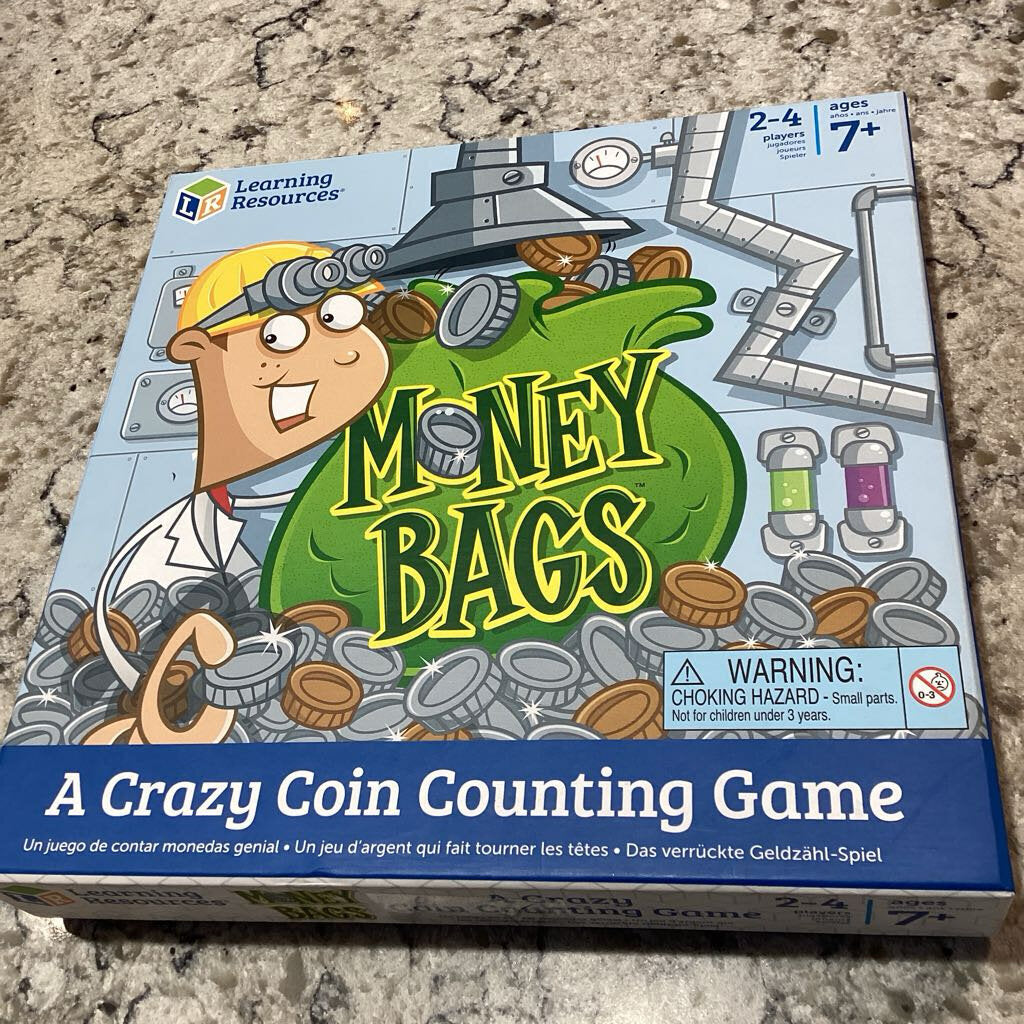 Learning
Resources®
LR
2-4
players
jugadores
joueurs
Spieler
ages
años • ans • jahre
7+
MONEY
BAGS™
WARNING:
CHOKING HAZARD - Small parts.
Not for children under 3 years.
0-3
A Crazy Coin Counting Game
Un juego de contar monedas genial • Un jeu d'argent qui fait tourner les têtes • Das verrückte Geldzähl-Spiel
Learning
Resources
MONEY
BAGS
A Crazy
Coin Counting Game
2-4
players
ages
7+